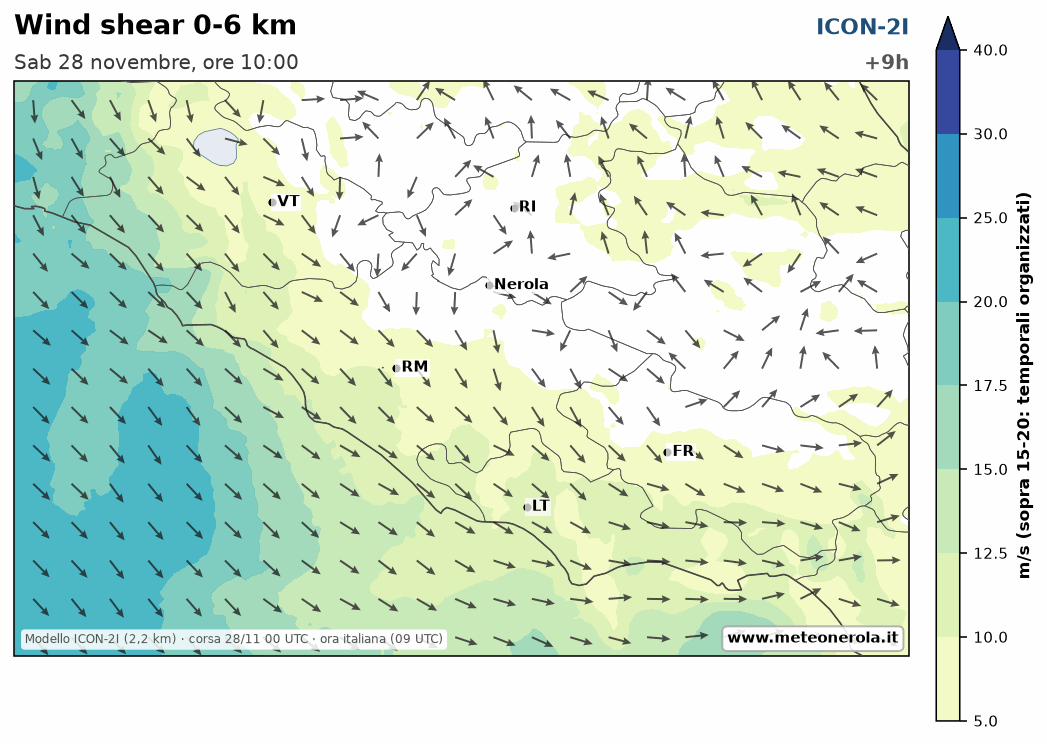 Wind shear 0-6 km
ICON-2I
Sab 28 novembre, ore 10:00
+9h
VT
RI
Nerola
RM
FR
LT
Modello ICON-2I (2,2 km) · corsa 28/11 00 UTC · ora italiana (09 UTC)
www.meteonerola.it
40.0
30.0
25.0
20.0
17.5
15.0
12.5
10.0
5.0
m/s (sopra 15-20: temporali organizzati)